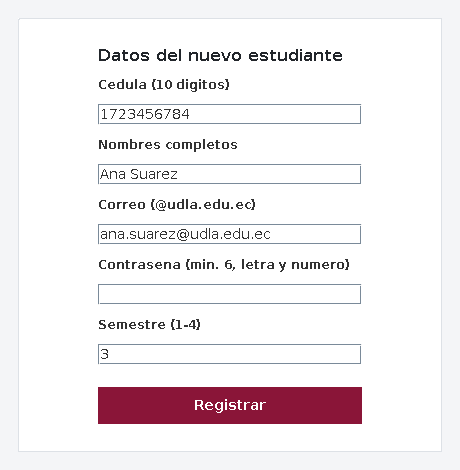 Datos del nuevo estudiante
Cedula (10 digitos)
1723456784
Nombres completos
Ana Suarez
Correo (@udla.edu.ec)
ana.suarez@udla.edu.ec
Contrasena (min. 6, letra y numero)
Semestre (1-4)
3
Registrar